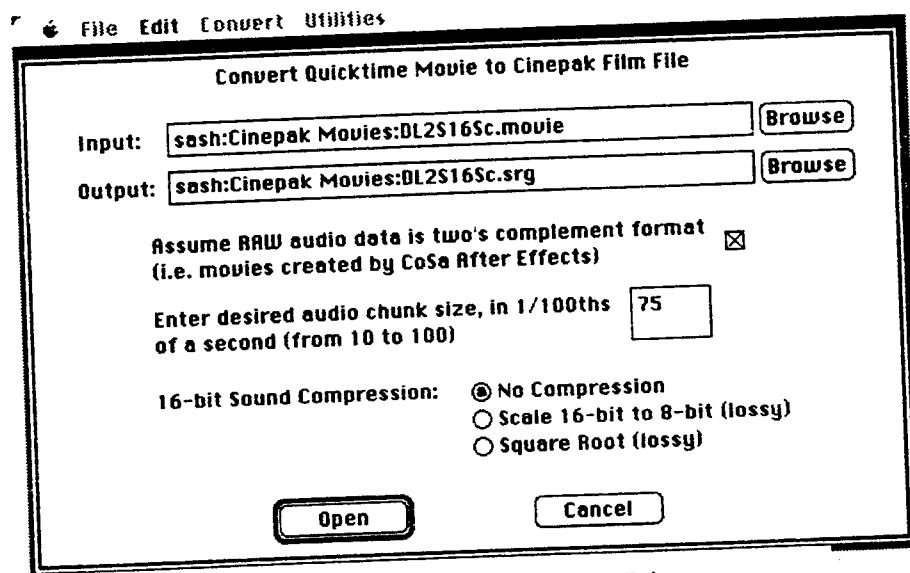 File Edit Convert Utilities
Convert Quicktime Movie to Cinepak Film File
Input: sash:Cinepak Movies:DL2S16Sc.movie Browse
Output: sash:Cinepak Movies:DL2S16Sc.srg Browse
Assume RAW audio data is two's complement format
(i.e. movies created by CoSa After Effects)
Enter desired audio chunk size, in 1/100ths 75
of a second (from 10 to 100)
16-bit Sound Compression: No Compression
Scale 16-bit to 8-bit (lossy)
Square Root (lossy)
Open Cancel